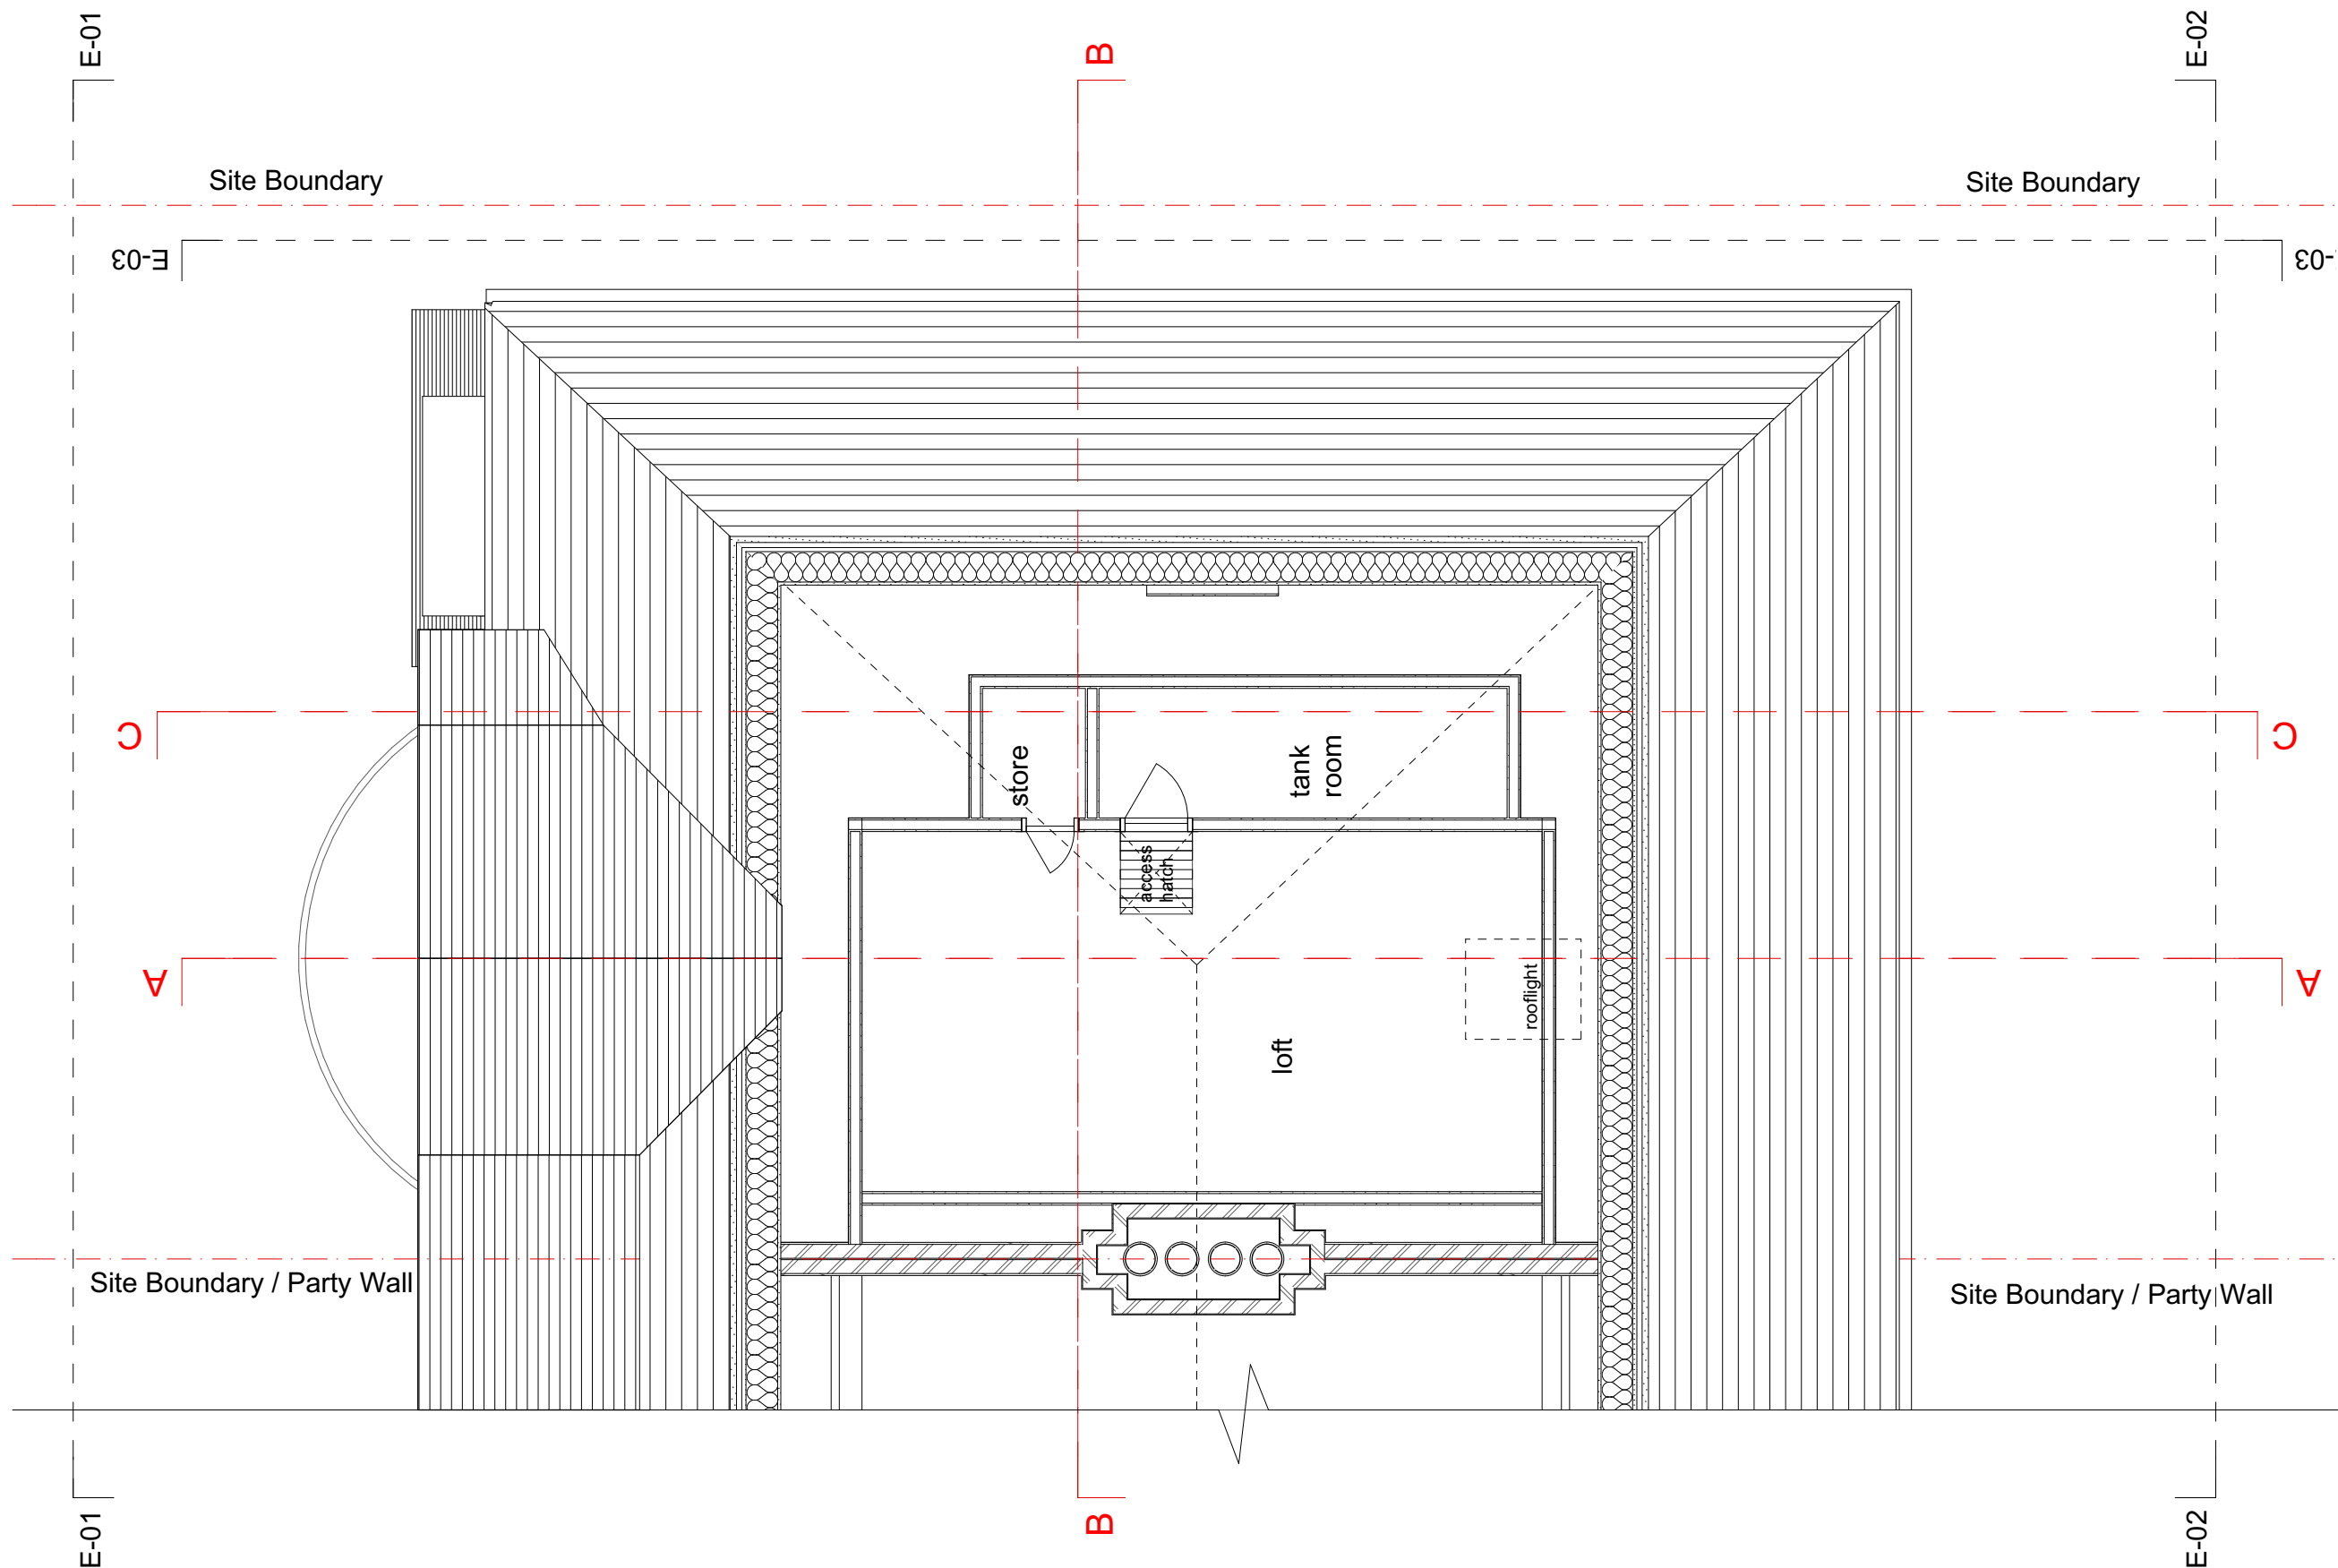 E-01
B
E-02
Site Boundary
Site Boundary
E-03
-03
C
C
store
tank
room
access
hatch
A
A
rooflight
loft
Site Boundary / Party Wall
Site Boundary / Party Wall
E-01
B
E-02